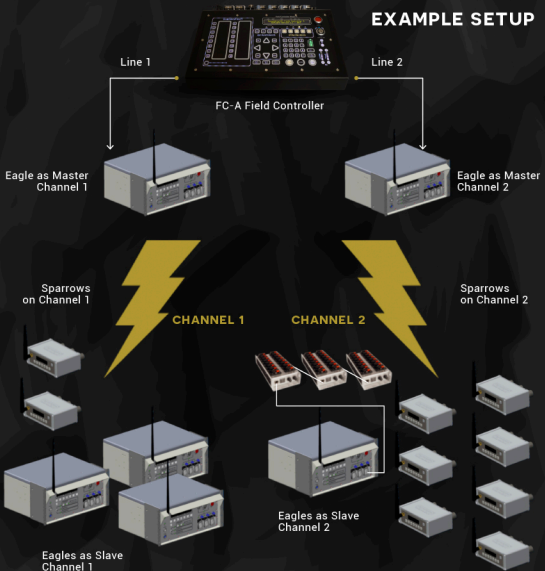 EXAMPLE SETUP
Line 1
Line 2
FC-A Field Controller
Eagle as Master
Channel 1
Eagle as Master
Channel 2
Sparrows
on Channel 1
Sparrows
on Channel 2
CHANNEL 1
CHANNEL 2
Eagles as Slave
Channel 2
Eagles as Slave
Channel 1